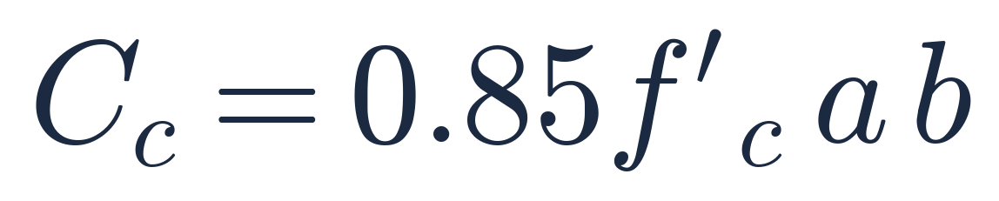 C_c = 0.85 f'_c a b